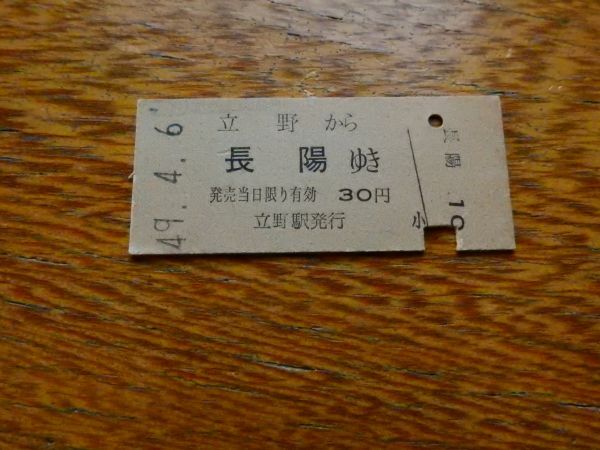 49.4.6
立野から
長陽ゆき
発売当日限り有効 30円
立野駅発行
小
10